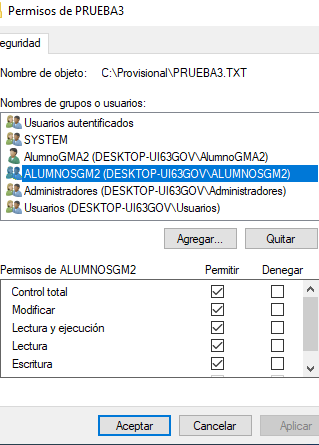 Permisos de PRUEBA3
eguridad
Nombre de objeto: C:\Provisional\PRUEBA3.TXT
Nombres de grupos o usuarios:
Usuarios autentificados
SYSTEM
AlumnoGMA2 (DESKTOP-UI63GOV\AlumnoGMA2)
ALUMNOSGM2 (DESKTOP-UI63GOV\ALUMNOSGM2)
Administradores (DESKTOP-UI63GOV\Administradores)
Usuarios (DESKTOP-UI63GOV\Usuarios)
Agregar... Quitar
Permisos de ALUMNOSGM2 Permitir Denegar
Control total
Modificar
Lectura y ejecución
Lectura
Escritura
Aceptar Cancelar Aplicar